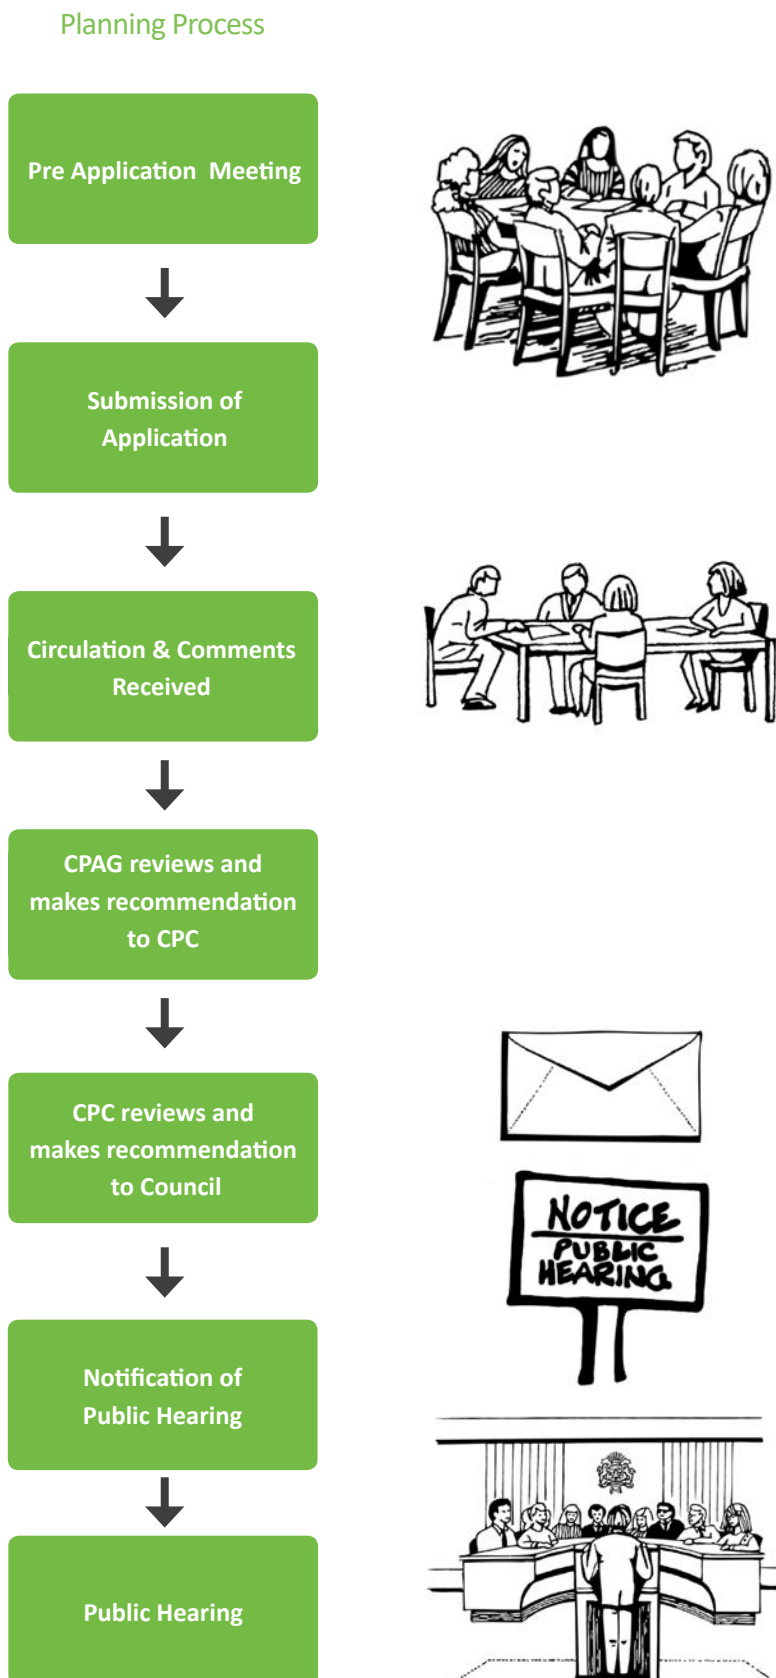 Planning Process
Pre Application Meeting
Submission of
Application
Circulation & Comments
Received
CPAG reviews and
makes recommendation
to CPC
CPC reviews and
makes recommendation
to Council
NOTICE
PUBLIC
HEARING
Notification of
Public Hearing
Public Hearing